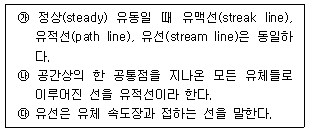 ㉮ 정상(steady) 유동일 때 유맥선(streak line),
유적선(path line), 유선(stream line)은 동일하
다.
㉯ 공간상의 한 공통점을 지나온 모든 유체들로
이루어진 선을 유적선이라 한다.
㉰ 유선은 유체 속도장과 접하는 선을 말한다.